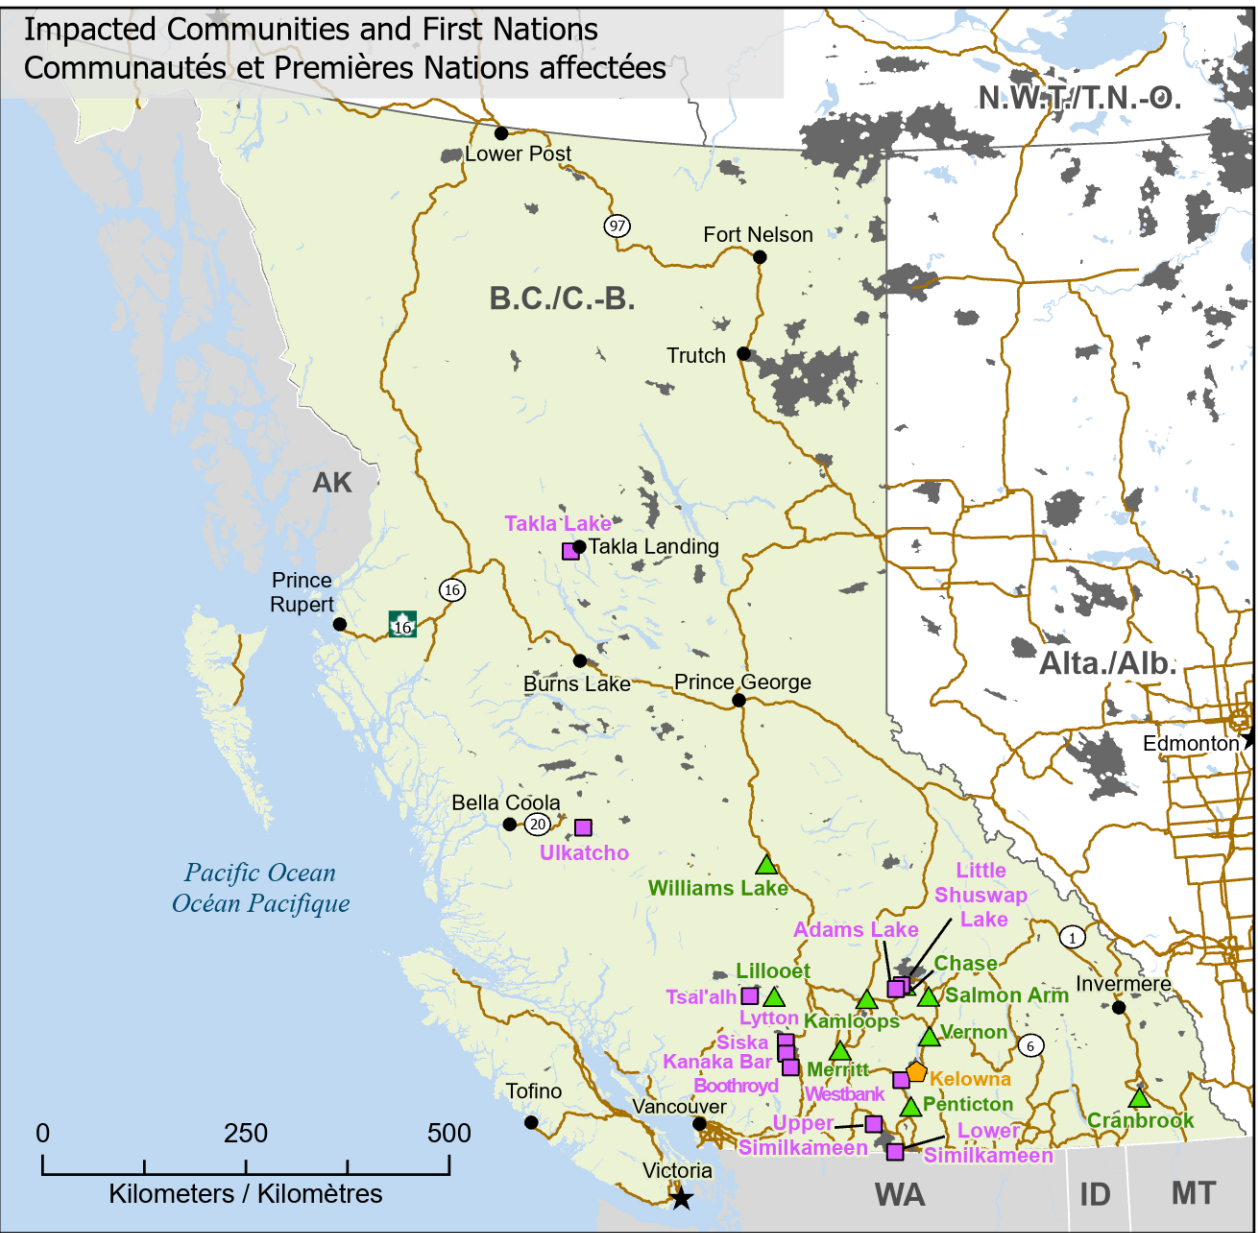 Impacted Communities and First Nations
Communautés et Premières Nations affectées
N.W.T./T.N.-O.
Lower Post
97
Fort Nelson
B.C./C.-B.
Trutch
AK
Takla Lake
Takla Landing
Prince
Rupert
16
16
Alta./Alb.
Burns Lake
Prince George
Edmonton
Bella Coola
20
Ulkatcho
Pacific Ocean
Océan Pacifique
Williams Lake
Little
Shuswap
Lake
Adams Lake
1
Lillooet
Chase
Invermere
Tsal'alh
Salmon Arm
Lytton
Kamloops
Siska
Vernon
6
Kanaka Bar
Merritt
Boothroyd
Westbank
Kelowna
Tofino
Vancouver
Penticton
Cranbrook
Upper
Similkameen
Lower
Similkameen
0 250 500
Kilometers / Kilomètres
Victoria
WA
ID
MT